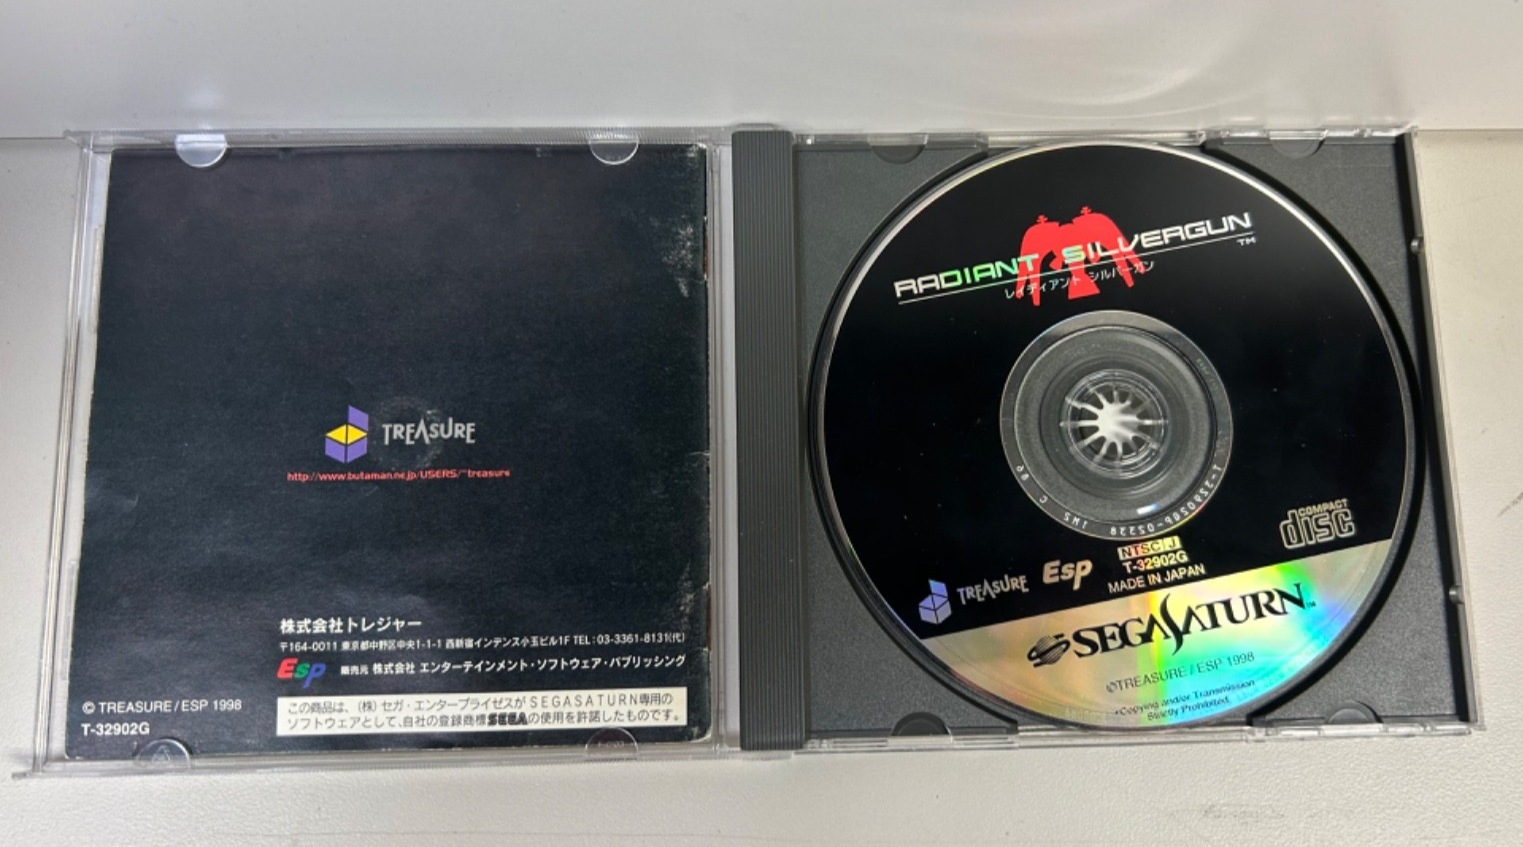 TREASURE
http://www.butaman.ne.jp/USERS/~treasure
株式会社トレジャー
〒164-0011 東京都中野区中央1-1-1 西新宿インデンス小玉ビル1F TEL:03-3361-8131(代)
Esp 販売元 株式会社 エンターテインメント・ソフトウェア・パブリッシング
© TREASURE / ESP 1998
T-32902G
この商品は、(株)セガ・エンタープライゼスがSEGASATURN専用の
ソフトウェアとして、自社の登録商標SEGAの使用を許諾したものです。
RADIANT SILVERGUN
TM
レイディアント シルバーガン
COMPACT
disc
NTSC J
T-32902G
MADE IN JAPAN
TREASURE Esp
SEGASATURN
©TREASURE / ESP 1998
Copying and/or Transmission
Strictly Prohibited.